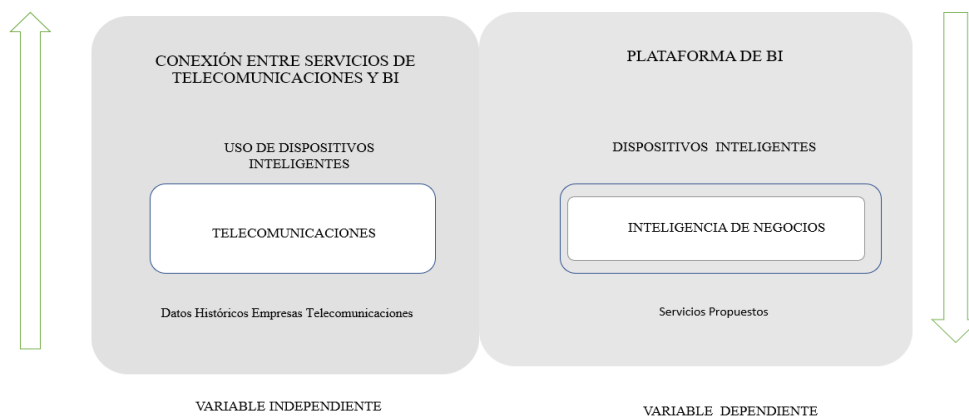 CONEXIÓN ENTRE SERVICIOS DE
TELECOMUNICACIONES Y BI
USO DE DISPOSITIVOS
INTELIGENTES
TELECOMUNICACIONES
Datos Históricos Empresas Telecomunicaciones
VARIABLE INDEPENDIENTE
PLATAFORMA DE BI
DISPOSITIVOS INTELIGENTES
INTELIGENCIA DE NEGOCIOS
Servicios Propuestos
VARIABLE DEPENDIENTE